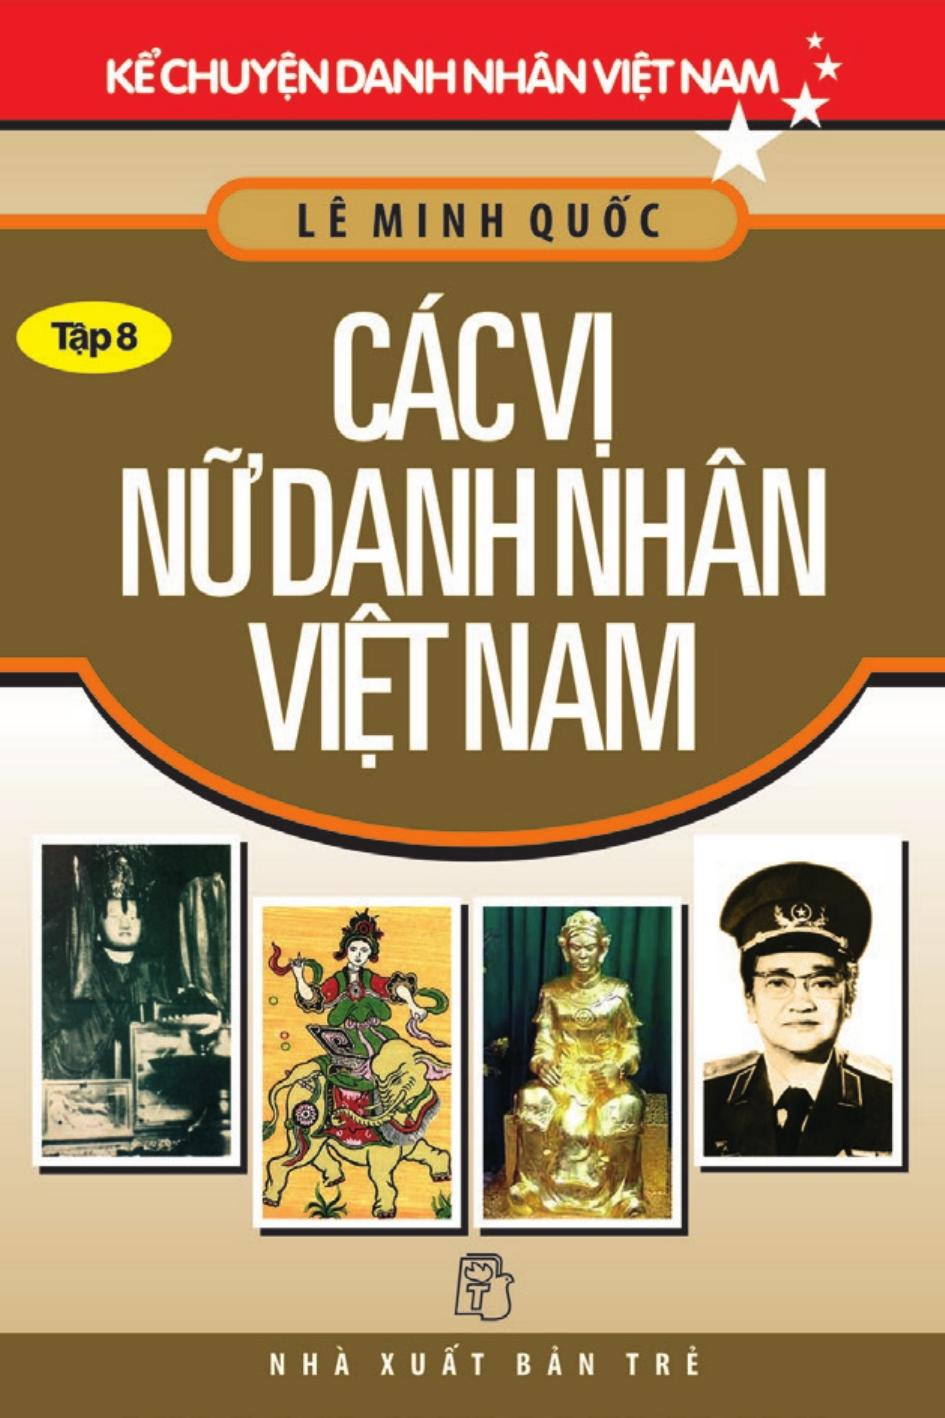 KỂ CHUYỆN DANH NHÂN VIỆT NAM
LÊ MINH QUỐC
Tập 8
CÁC VỊ
NỮ DANH NHÂN
VIỆT NAM
T
NHÀ XUẤT BẢN TRẺ